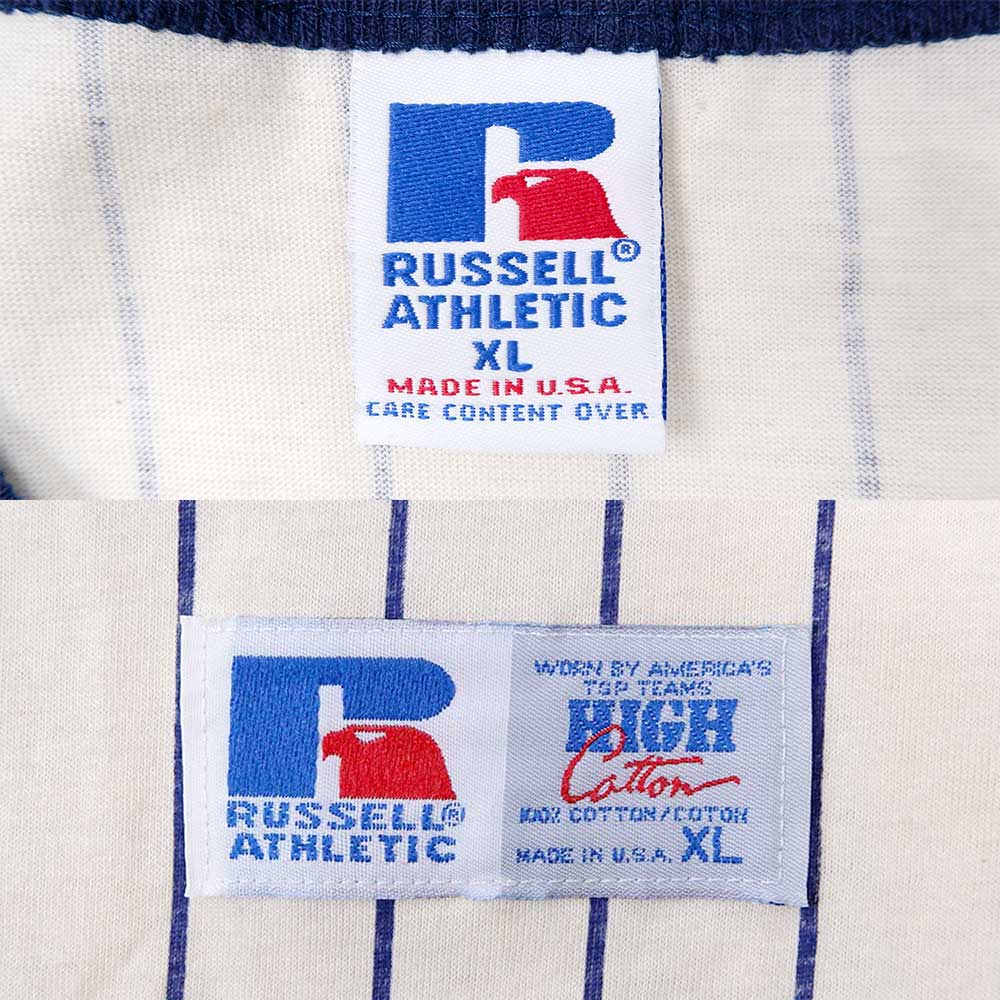 R
RUSSELL®
ATHLETIC
XL
MADE IN U.S.A.
CARE CONTENT OVER
R
RUSSELL®
ATHLETIC
WORN BY AMERICA'S
TOP TEAMS
HIGH
Cotton
100% COTTON/COTON
MADE IN U.S.A. XL